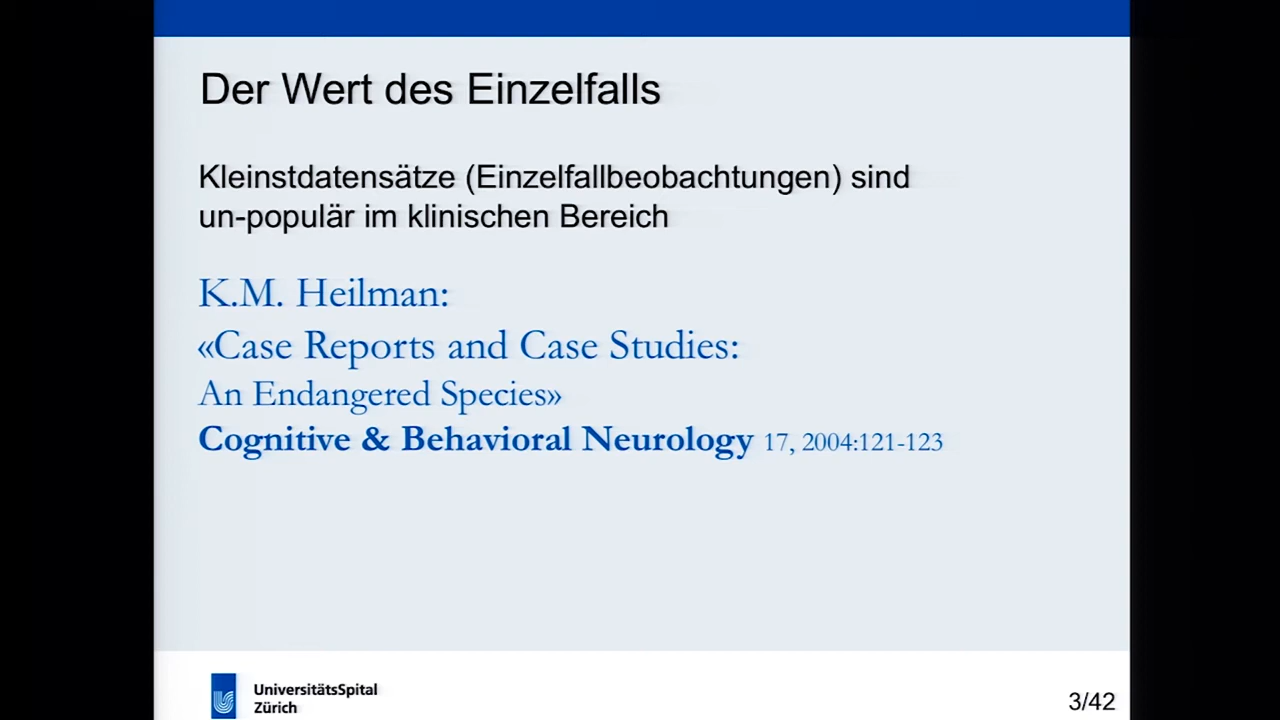 Der Wert des Einzelfalls
Kleinstdatensätze (Einzelfallbeobachtungen) sind
un-populär im klinischen Bereich
K.M. Heilman:
«Case Reports and Case Studies:
An Endangered Species»
Cognitive & Behavioral Neurology 17, 2004:121-123
UniversitätsSpital
Zürich
3/42